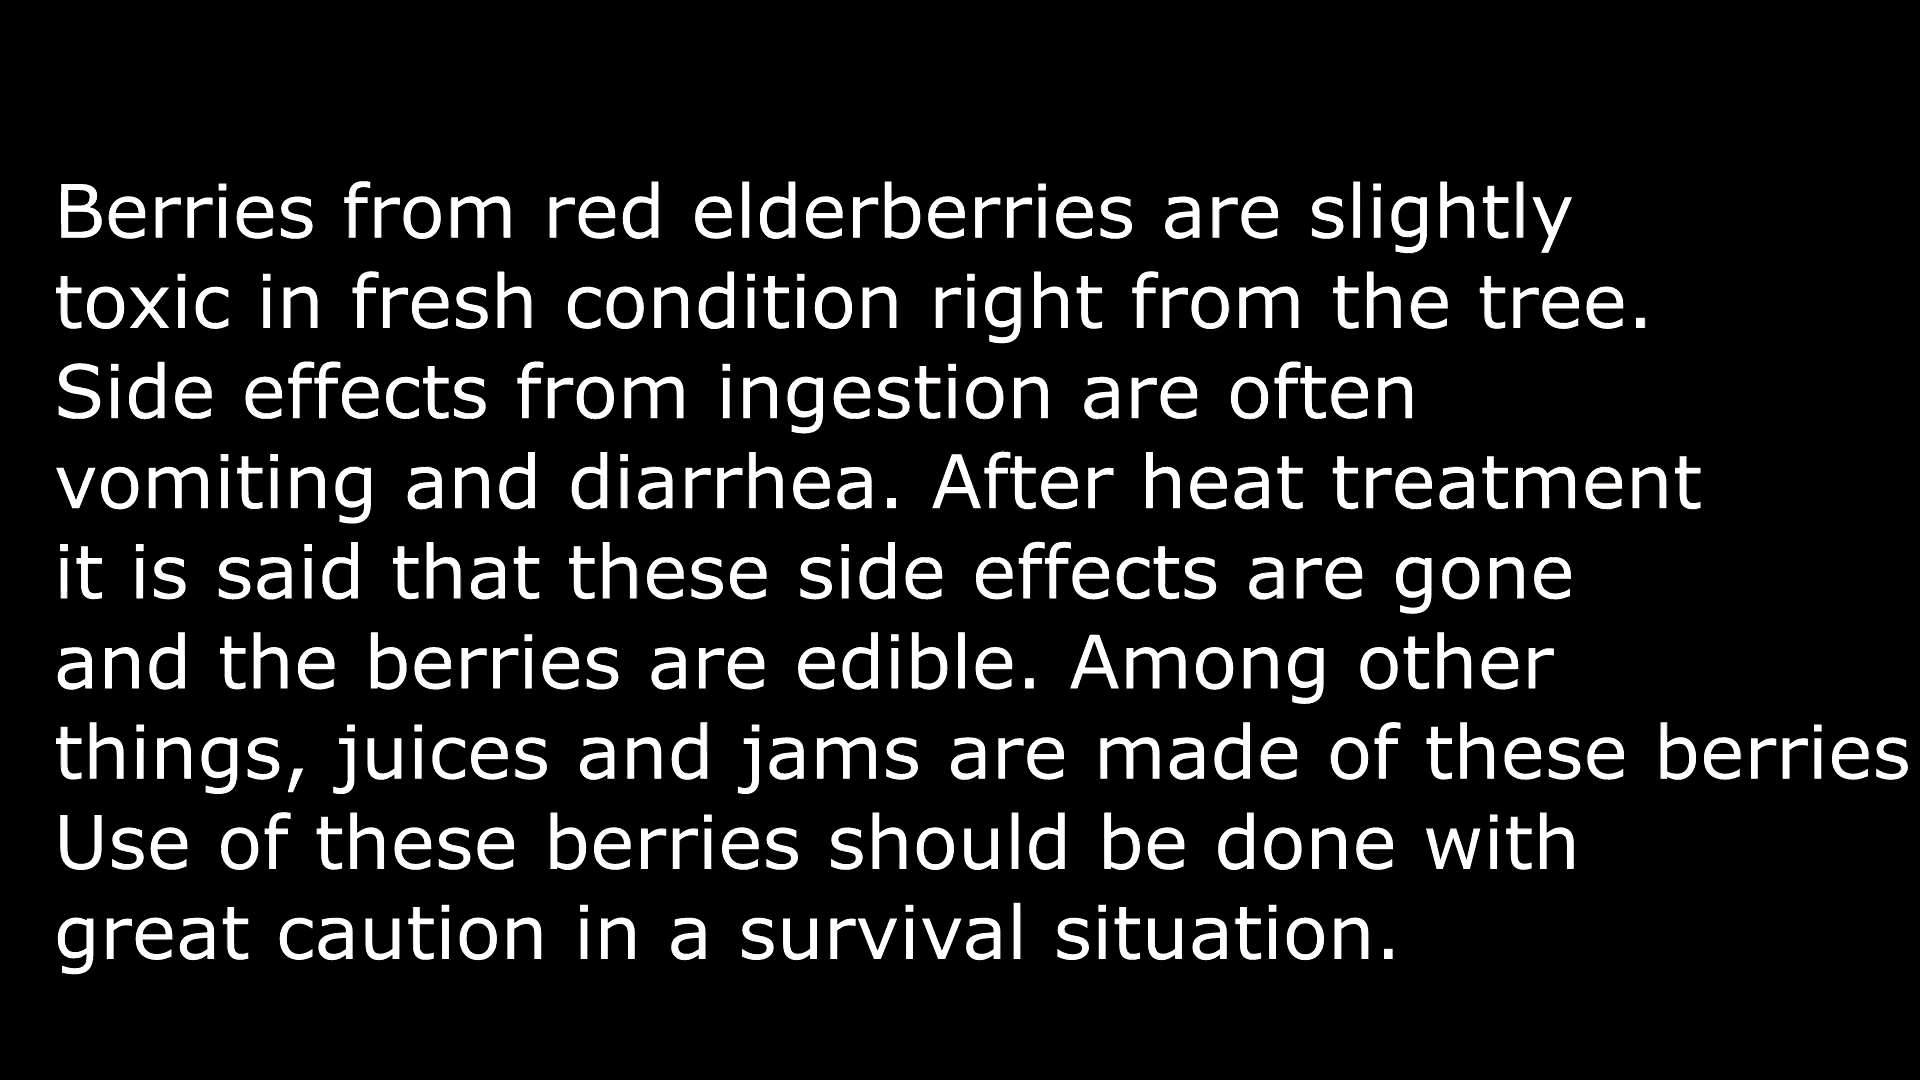 Berries from red elderberries are slightly
toxic in fresh condition right from the tree.
Side effects from ingestion are often
vomiting and diarrhea. After heat treatment
it is said that these side effects are gone
and the berries are edible. Among other
things, juices and jams are made of these berries
Use of these berries should be done with
great caution in a survival situation.